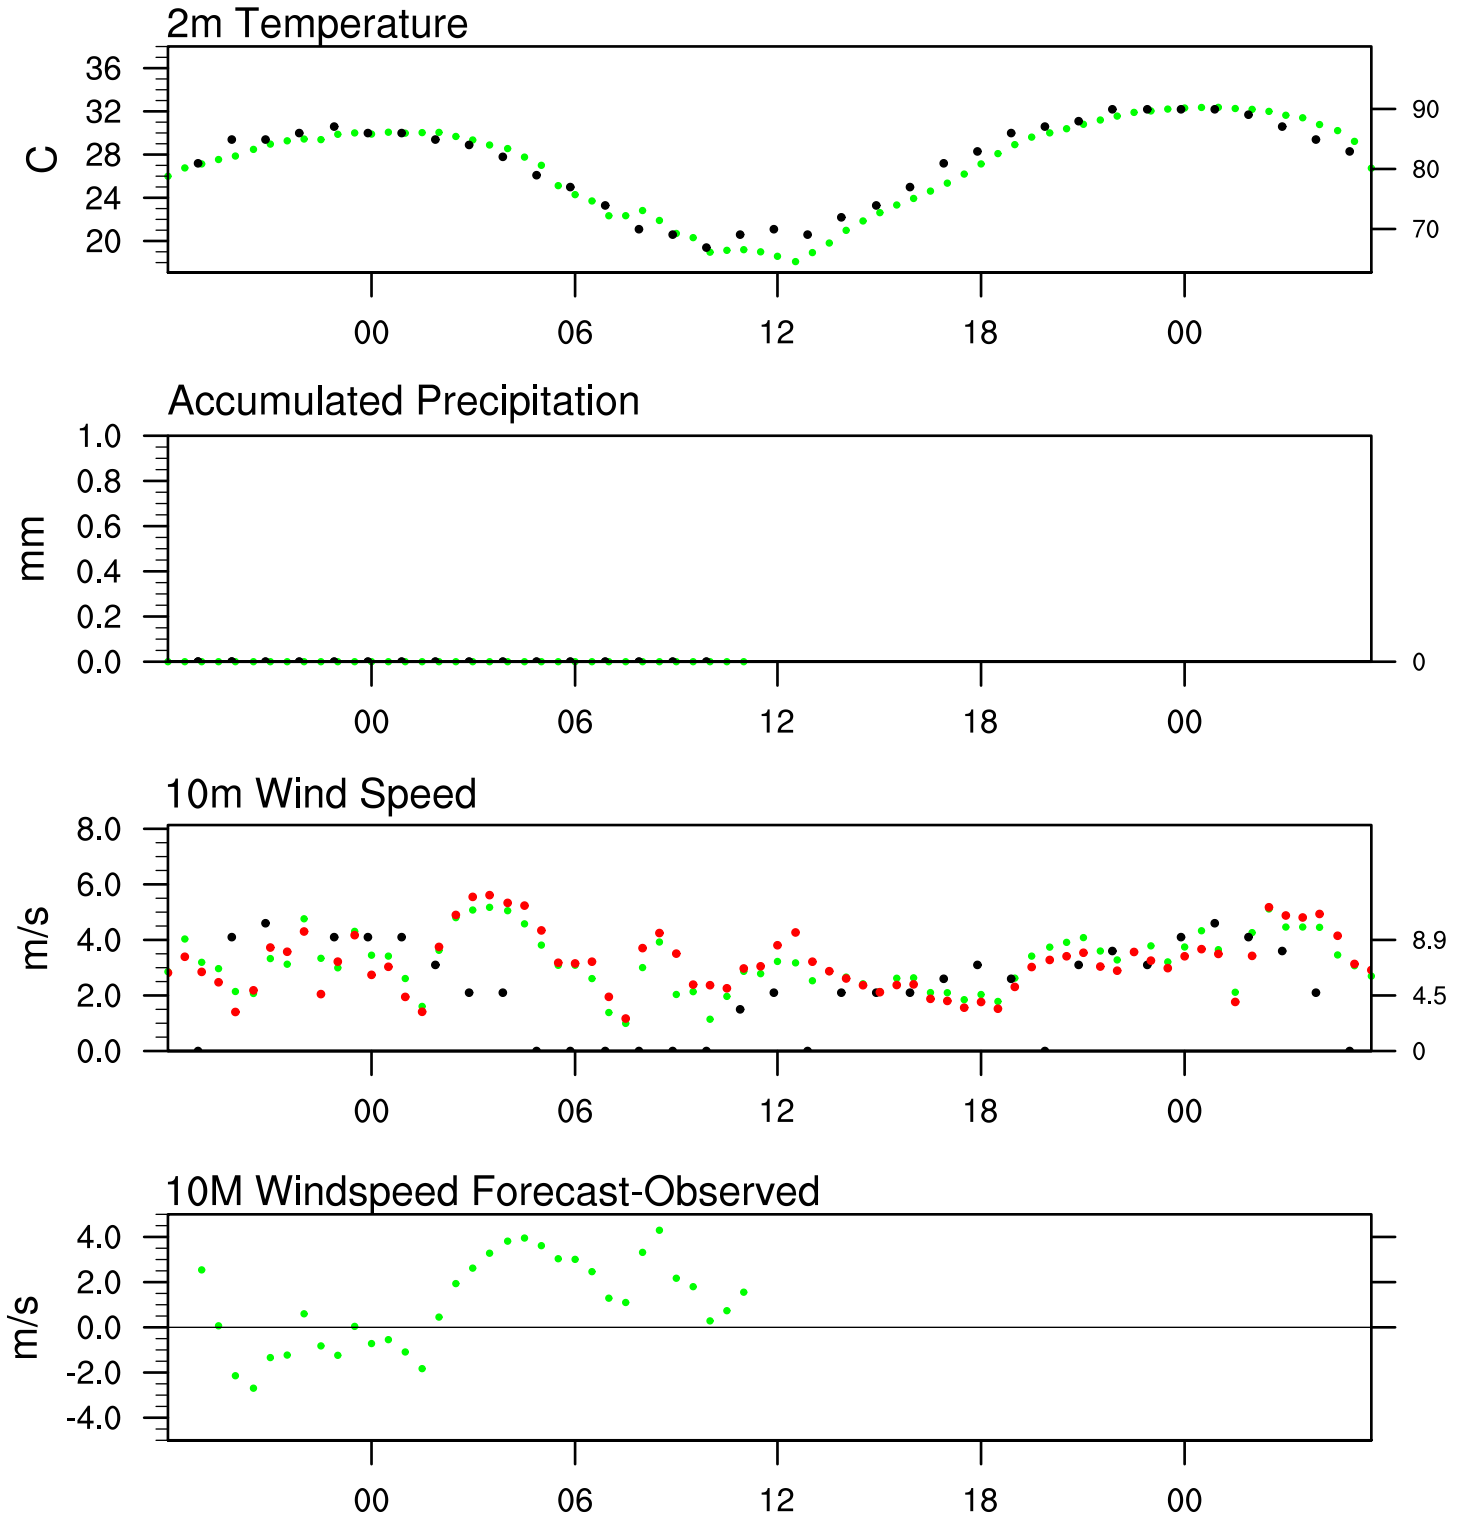 2m Temperature
36
32
28
24
20
C
90
80
70
00 06 12 18 00
Accumulated Precipitation
1.0
0.8
0.6
0.4
0.2
0.0
mm
0
00 06 12 18 00
10m Wind Speed
8.0
6.0
4.0
2.0
0.0
m/s
8.9
4.5
0
00 06 12 18 00
10M Windspeed Forecast-Observed
4.0
2.0
0.0
-2.0
-4.0
m/s
00 06 12 18 00